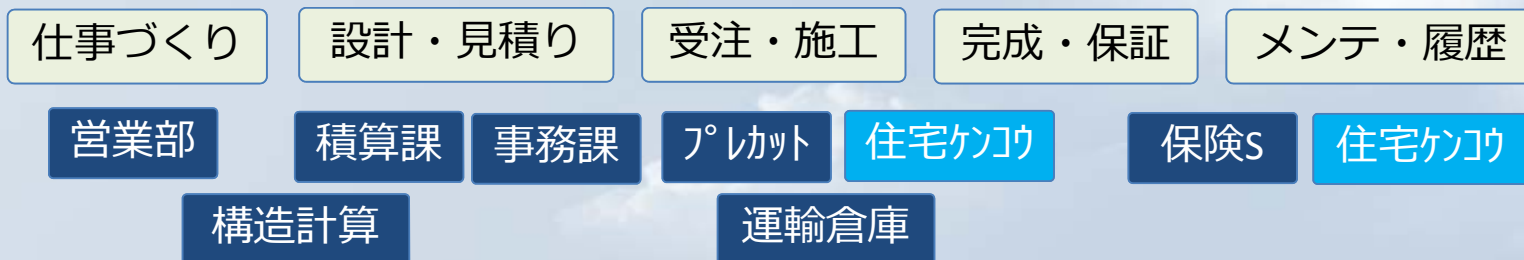 仕事づくり 設計・見積り 受注・施工 完成・保証 メンテ・履歴
営業部 積算課 事務課 ﾌﾟﾚｶｯﾄ 住宅ｹﾝｺｳ 保険S 住宅ｹﾝｺｳ
構造計算 運輸倉庫